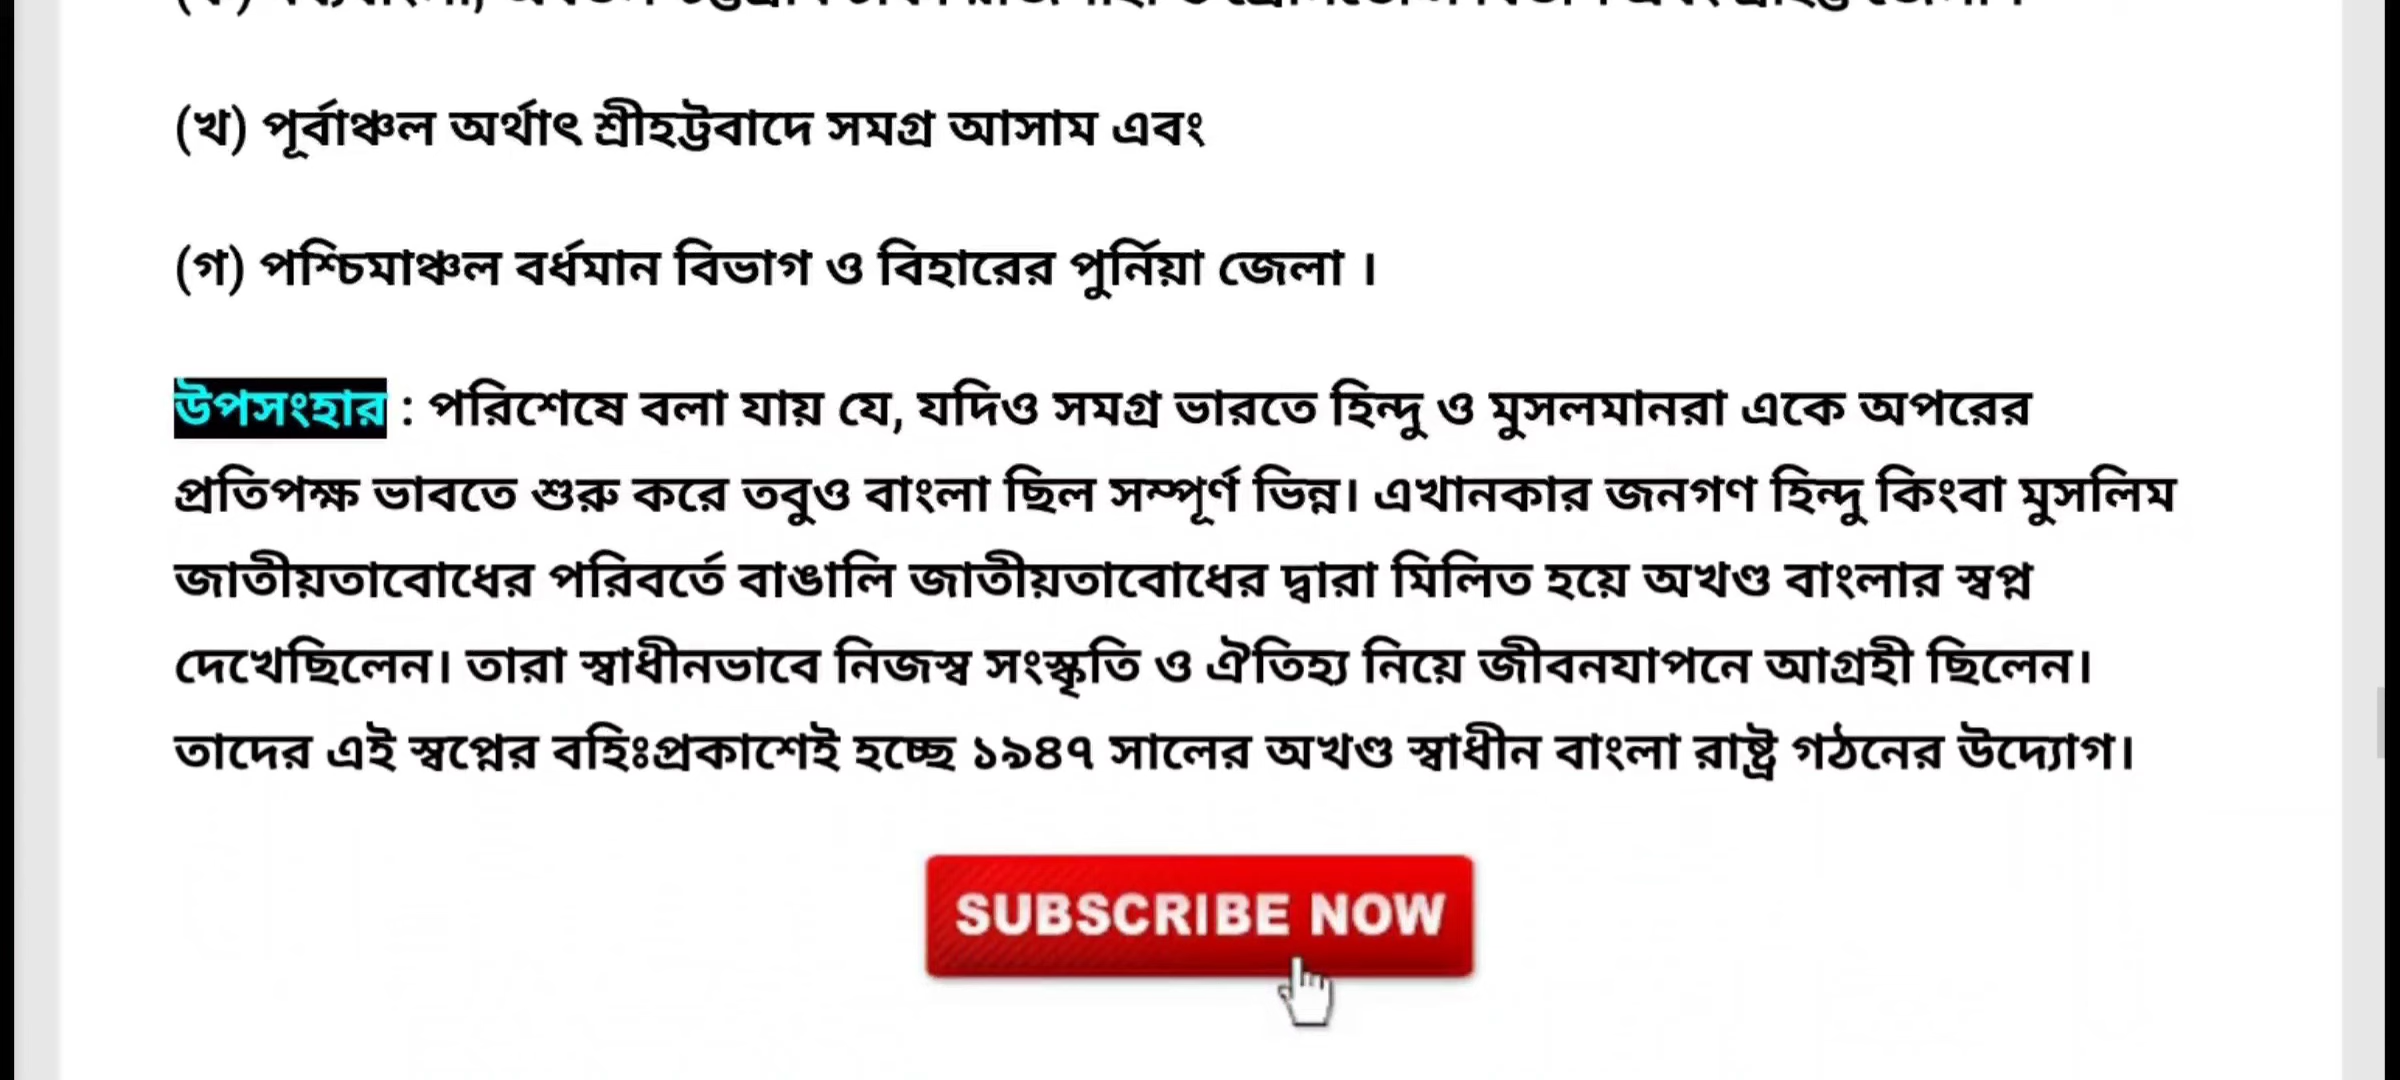 (খ) পূর্বাঞ্চল অর্থাৎ শ্রীহট্টবাদে সমগ্র আসাম এবং
(গ) পশ্চিমাঞ্চল বর্ধমান বিভাগ ও বিহারের পুর্নিয়া জেলা ।
উপসংহার : পরিশেষে বলা যায় যে, যদিও সমগ্র ভারতে হিন্দু ও মুসলমানরা একে অপরের
প্রতিপক্ষ ভাবতে শুরু করে তবুও বাংলা ছিল সম্পূর্ণ ভিন্ন। এখানকার জনগণ হিন্দু কিংবা মুসলিম
জাতীয়তাবোধের পরিবর্তে বাঙালি জাতীয়তাবোধের দ্বারা মিলিত হয়ে অখণ্ড বাংলার স্বপ্ন
দেখেছিলেন। তারা স্বাধীনভাবে নিজস্ব সংস্কৃতি ও ঐতিহ্য নিয়ে জীবনযাপনে আগ্রহী ছিলেন।
তাদের এই স্বপ্নের বহিঃপ্রকাশেই হচ্ছে ১৯৪৭ সালের অখণ্ড স্বাধীন বাংলা রাষ্ট্র গঠনের উদ্যোগ।
SUBSCRIBE NOW